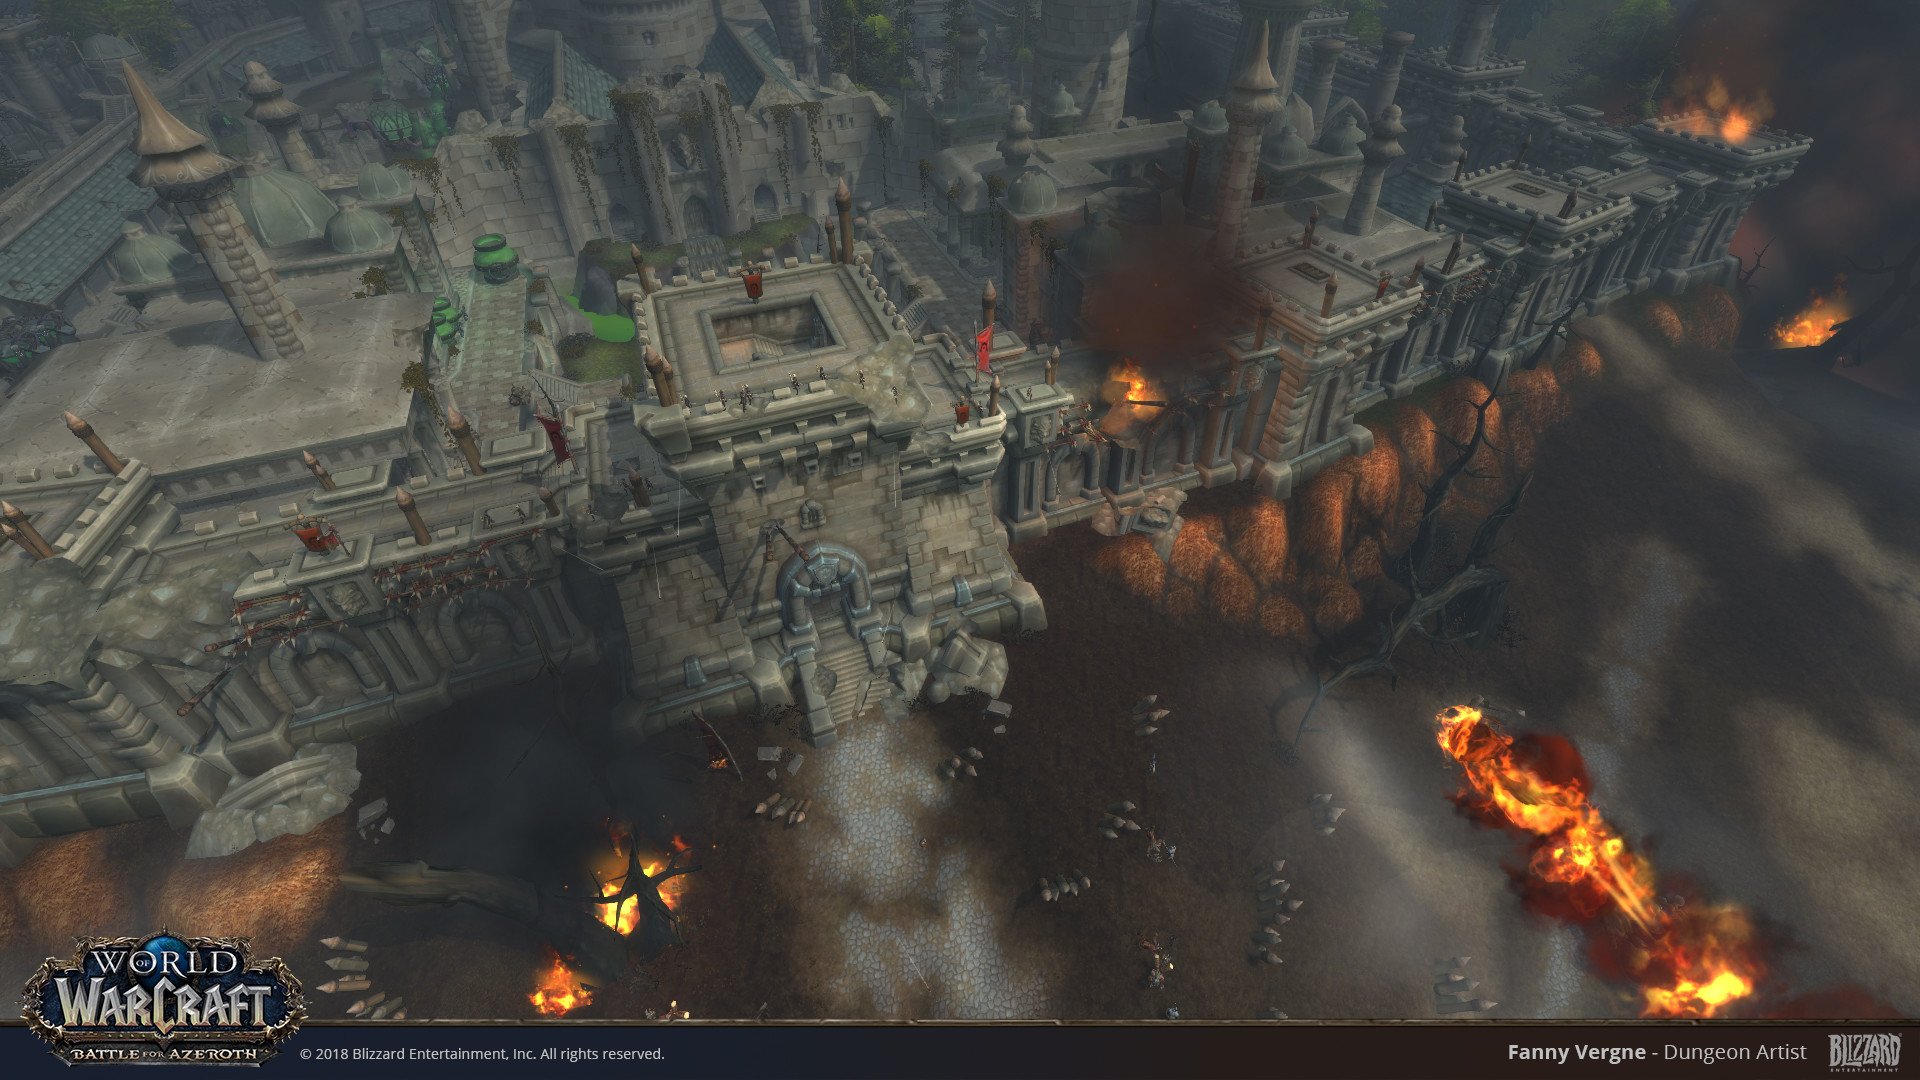 WORLD
OF
WARCRAFT
BATTLE FOR AZEROTH
© 2018 Blizzard Entertainment, Inc. All rights reserved.
Fanny Vergne - Dungeon Artist
BLIZZARD
ENTERTAINMENT